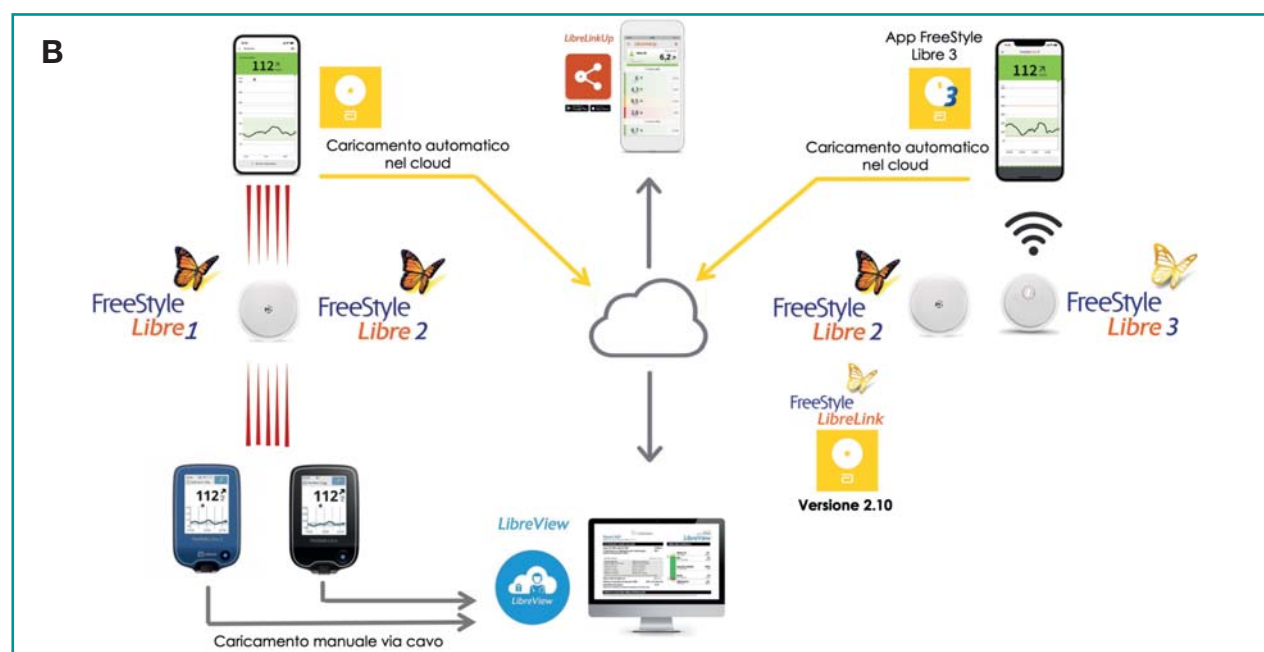 B
112
LibreLinkUp
6,2
App FreeStyle
Libre 3
3
112
Caricamento automatico
nel cloud
Caricamento automatico
nel cloud
FreeStyle
Libre 1
FreeStyle
Libre 2
FreeStyle
Libre 2
FreeStyle
Libre 3
FreeStyle
LibreLink
Versione 2.10
112
112
LibreView
LibreView
LibreView
Caricamento manuale via cavo